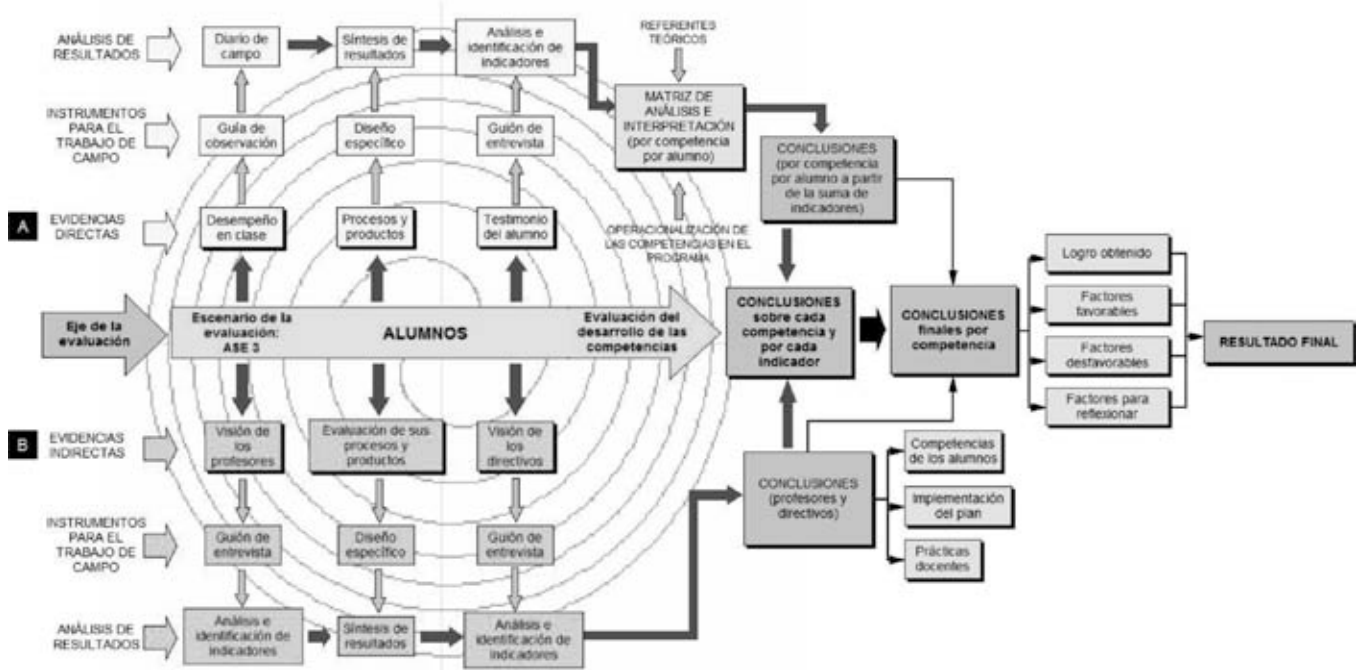 ANÁLISIS DE
RESULTADOS
Diario de
campo
Síntesis de
resultados
Análisis e
identificación de
indicadores
REFERENTES
TEÓRICOS
INSTRUMENTOS
PARA EL
TRABAJO DE
CAMPO
Guía de
observación
Diseño
específico
Guión de
entrevista
MATRIZ DE
ANÁLISIS E
INTERPRETACIÓN
(por competencia
por alumno)
CONCLUSIONES
(por competencia
por alumno a partir
de la suma de
indicadores)
A
EVIDENCIAS
DIRECTAS
Desempeño
en clase
Procesos y
productos
Testimonio
del alumno
OPERACIONALIZACIÓN DE
LAS COMPETENCIAS EN EL
PROGRAMA
Eje de la
evaluación
Escenario de la
evaluación:
ASE 3
ALUMNOS
Evaluación del
desarrollo de las
competencias
CONCLUSIONES
sobre cada
competencia y
por cada
indicador
CONCLUSIONES
finales por
competencia
Logro obtenido
Factores
favorables
Factores
desfavorables
Factores para
reflexionar
RESULTADO FINAL
B
EVIDENCIAS
INDIRECTAS
Visión de
los
profesores
Evaluación de sus
procesos y
productos
Visión de
los
directivos
CONCLUSIONES
(profesores y
directivos)
Competencias
de los alumnos
Implementación
del plan
Prácticas
docentes
INSTRUMENTOS
PARA EL
TRABAJO DE
CAMPO
Guión de
entrevista
Diseño
específico
Guión de
entrevista
ANÁLISIS DE
RESULTADOS
Análisis e
identificación de
indicadores
Síntesis de
resultados
Análisis e
identificación de
indicadores